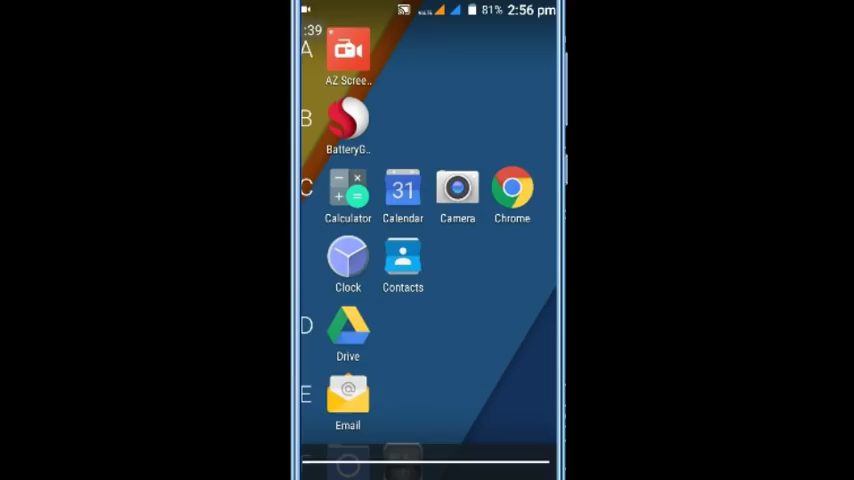 81% 2:56 pm
:39
A
AZ Scree..
B
BatteryG..
C
31
Calculator Calendar Camera Chrome
Clock Contacts
D
Drive
E
@
Email